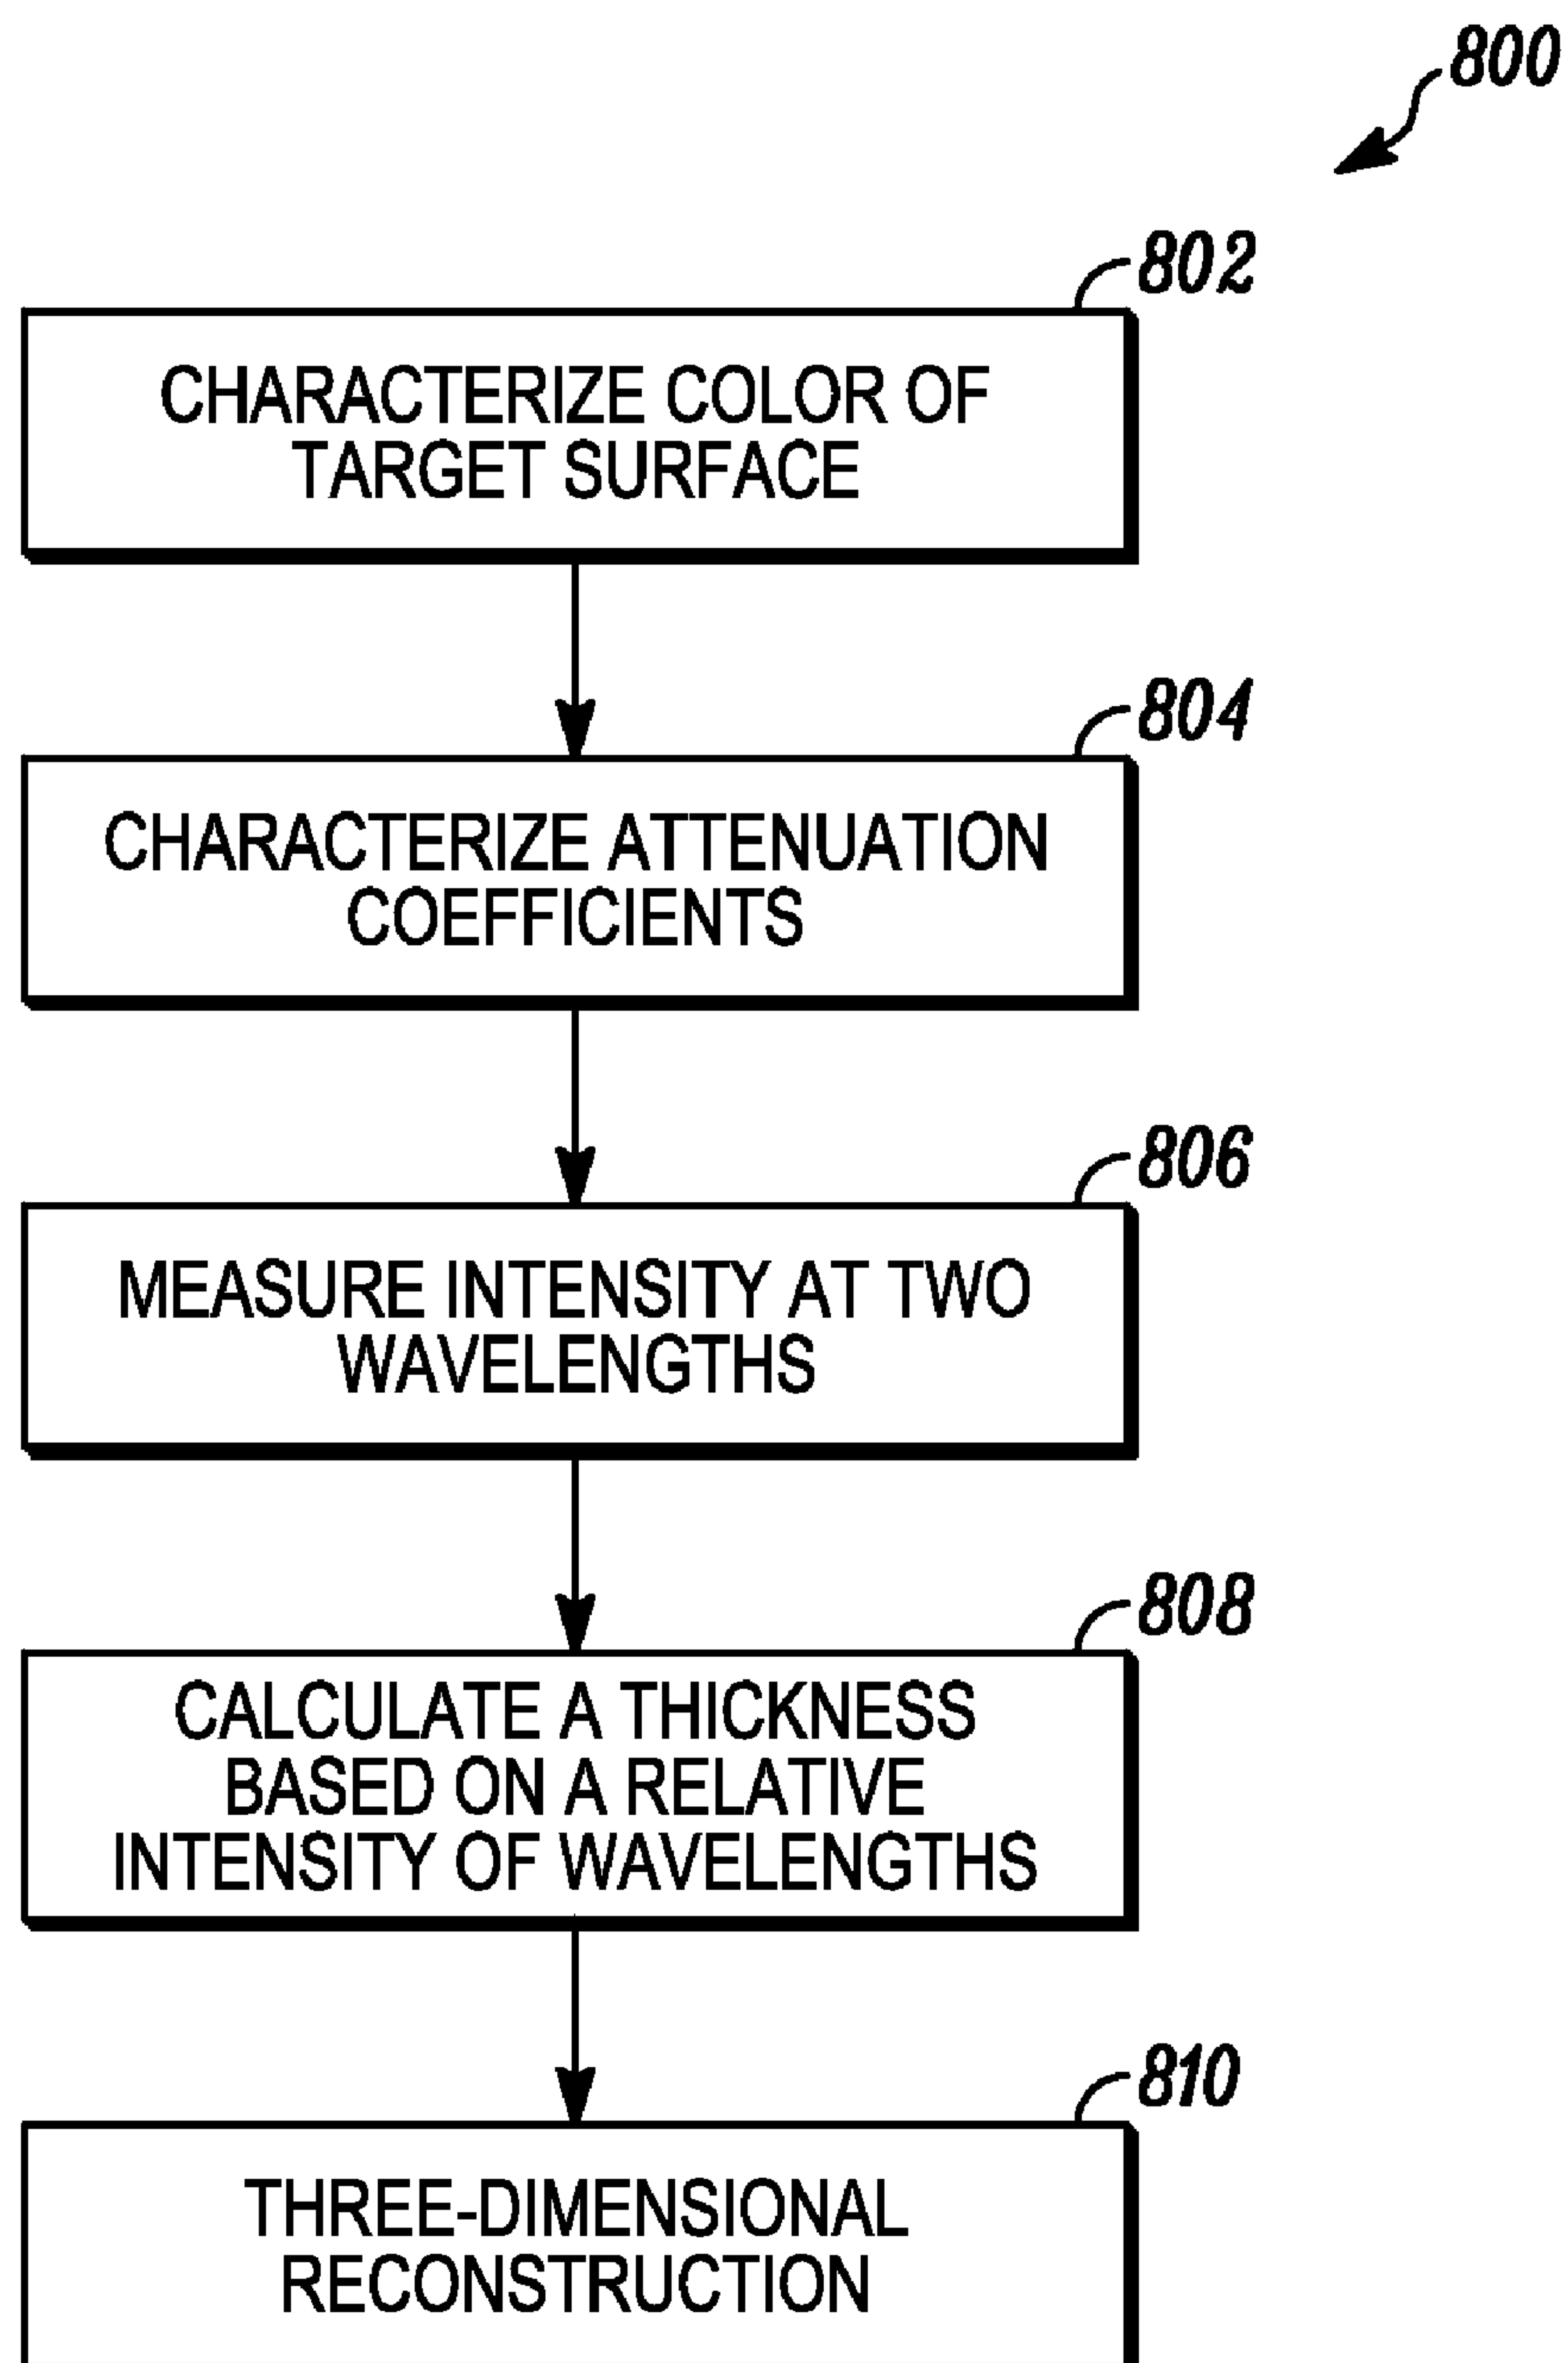 800
802
CHARACTERIZE COLOR OF
TARGET SURFACE
804
CHARACTERIZE ATTENUATION
COEFFICIENTS
806
MEASURE INTENSITY AT TWO
WAVELENGTHS
808
CALCULATE A THICKNESS
BASED ON A RELATIVE
INTENSITY OF WAVELENGTHS
810
THREE-DIMENSIONAL
RECONSTRUCTION